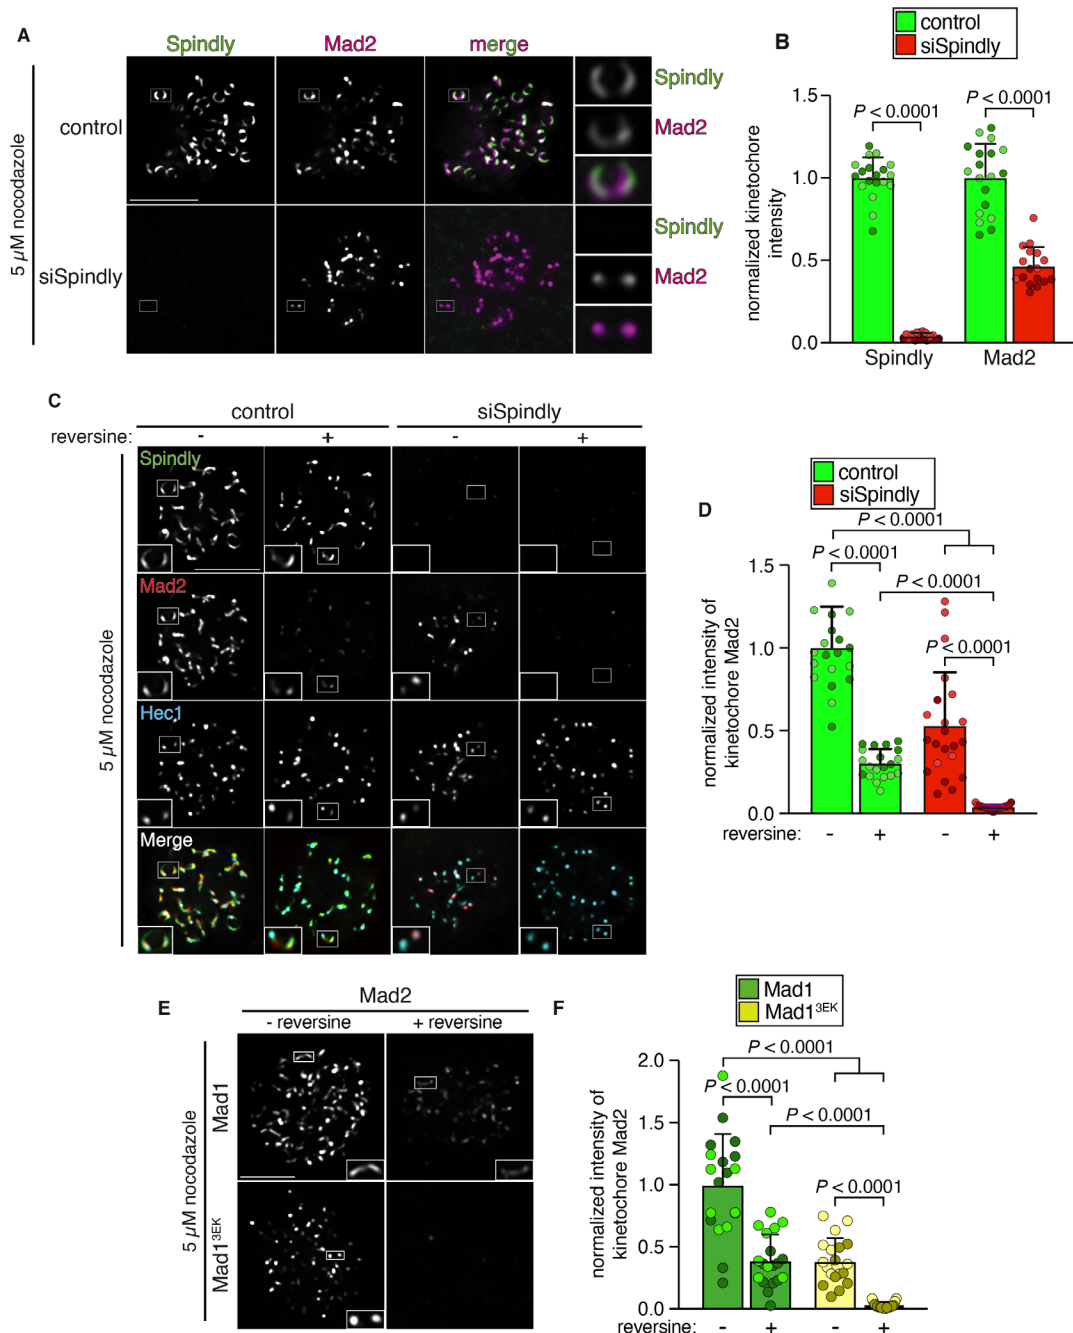 A
Spindly Mad2 merge
5 µM nocodazole
control
siSpindly
Spindly
Mad2
Spindly
Mad2
B
control
siSpindly
normalized kinetochore
intensity
1.5
1.0
0.5
0.0
P < 0.0001
P < 0.0001
Spindly Mad2
C
control siSpindly
reversine: - + - +
5 µM nocodazole
Spindly
Mad2
Hec1
Merge
D
control
siSpindly
P < 0.0001
P < 0.0001
P < 0.0001
P < 0.0001
normalized intensity of
kinetochore Mad2
1.5
1.0
0.5
0.0
reversine: - + - +
E
Mad2
- reversine + reversine
5 µM nocodazole
Mad1
Mad1³ᴱᴷ
F
Mad1
Mad1³ᴱᴷ
P < 0.0001
P < 0.0001
P < 0.0001
P < 0.0001
normalized intensity of
kinetochore Mad2
2.0
1.5
1.0
0.5
0.0
reversine: - + - +